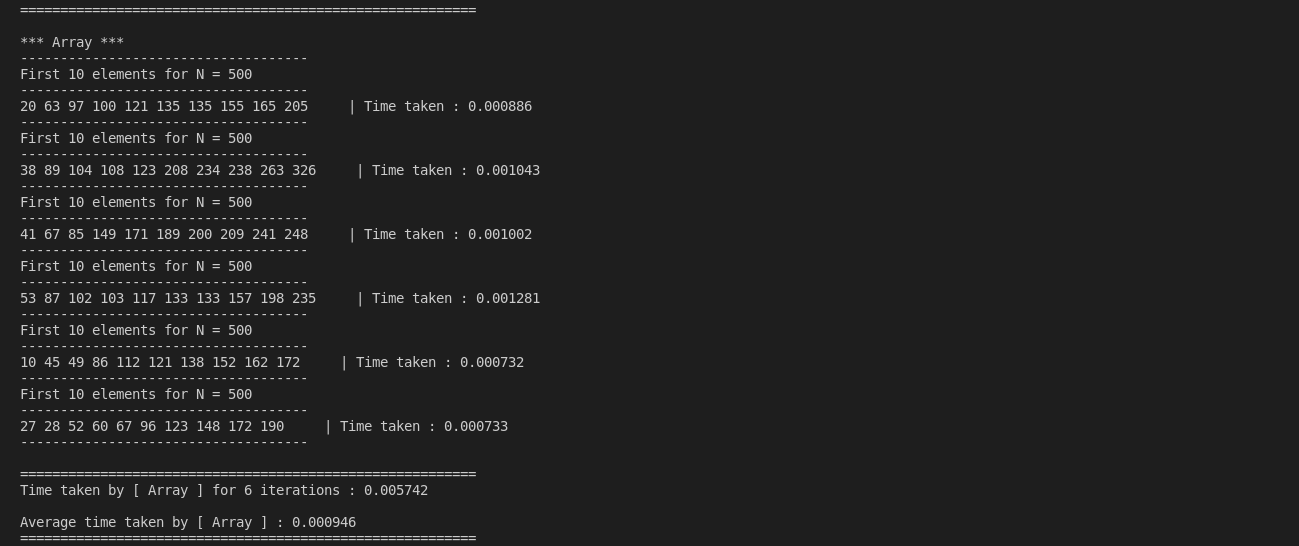 =========================================================
*** Array ***
------------------------------------
First 10 elements for N = 500
------------------------------------
20 63 97 100 121 135 135 155 165 205     | Time taken : 0.000886
------------------------------------
First 10 elements for N = 500
------------------------------------
38 89 104 108 123 208 234 238 263 326     | Time taken : 0.001043
------------------------------------
First 10 elements for N = 500
------------------------------------
41 67 85 149 171 189 200 209 241 248     | Time taken : 0.001002
------------------------------------
First 10 elements for N = 500
------------------------------------
53 87 102 103 117 133 133 157 198 235     | Time taken : 0.001281
------------------------------------
First 10 elements for N = 500
------------------------------------
10 45 49 86 112 121 138 152 162 172     | Time taken : 0.000732
------------------------------------
First 10 elements for N = 500
------------------------------------
27 28 52 60 67 96 123 148 172 190     | Time taken : 0.000733
------------------------------------
=========================================================
Time taken by [ Array ] for 6 iterations : 0.005742
Average time taken by [ Array ] : 0.000946
=========================================================